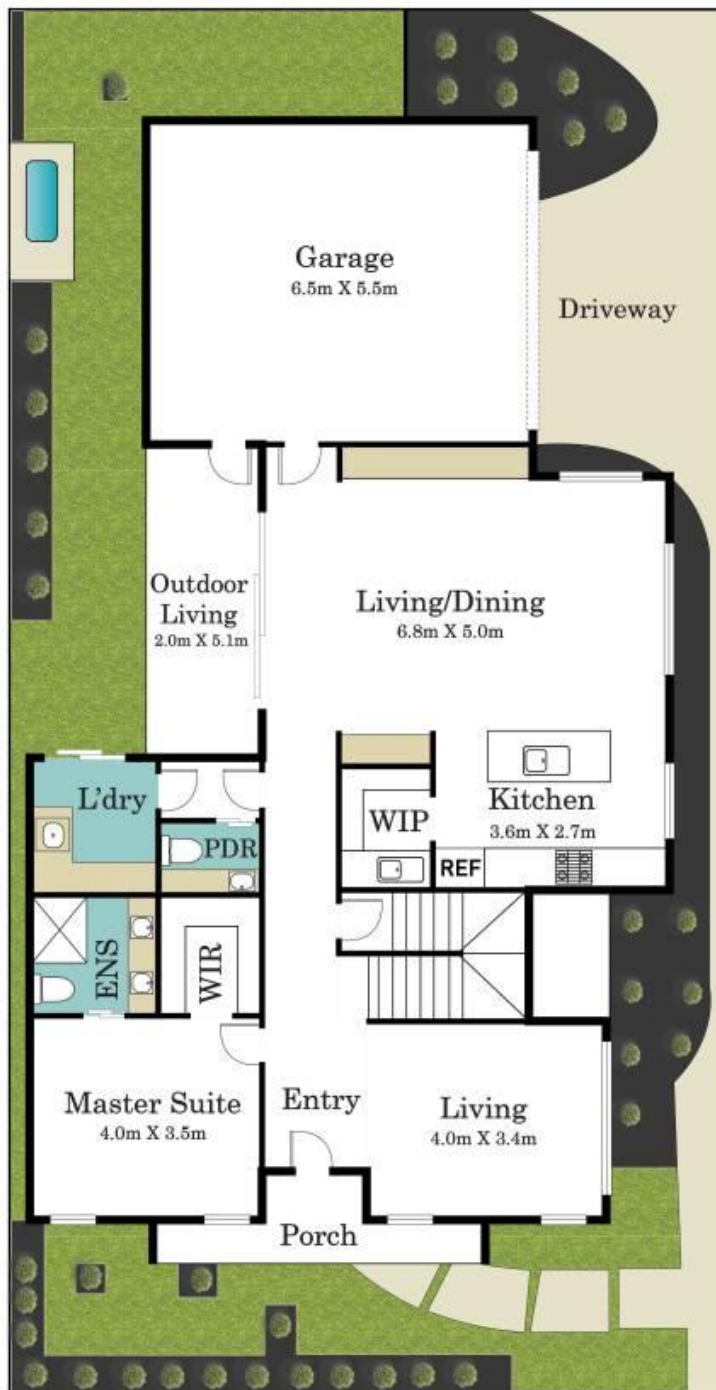 Garage
6.5m X 5.5m
Driveway
Outdoor
Living
2.0m X 5.1m
Living/Dining
6.8m X 5.0m
L'dry
PDR
WIP
Kitchen
3.6m X 2.7m
REF
ENS
WIR
Master Suite
4.0m X 3.5m
Entry
Living
4.0m X 3.4m
Porch